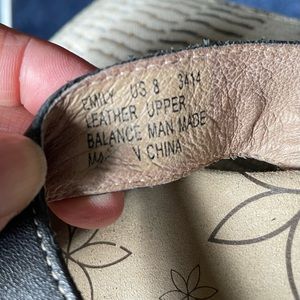 EMILY US 8 3414
LEATHER UPPER
BALANCE MAN MADE
CHINA